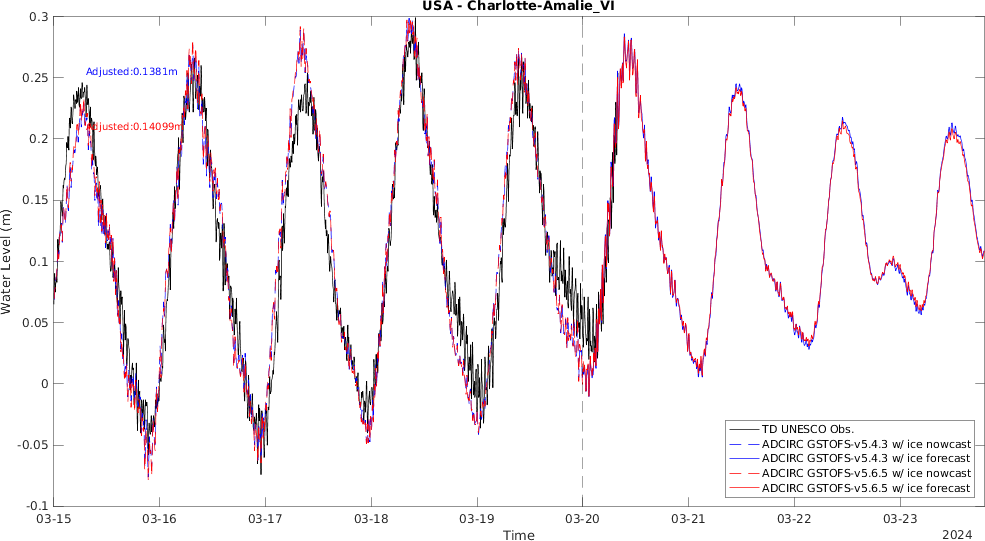 USA - Charlotte-Amalie_VI
0.3
0.25
0.2
0.15
0.1
0.05
0
-0.05
-0.1
Water Level (m)
Adjusted:0.1381m
Adjusted:0.14099m
TD UNESCO Obs.
ADCIRC GSTOFS-v5.4.3 w/ ice nowcast
ADCIRC GSTOFS-v5.4.3 w/ ice forecast
ADCIRC GSTOFS-v5.6.5 w/ ice nowcast
ADCIRC GSTOFS-v5.6.5 w/ ice forecast
03-15 03-16 03-17 03-18 03-19 03-20 03-21 03-22 03-23
Time
2024